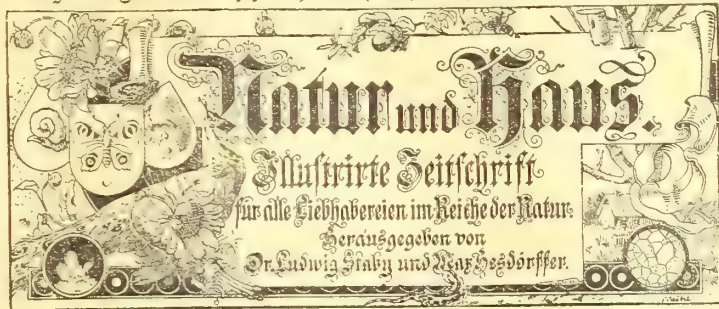 Natur und Haus.
Illustrirte Zeitschrift
für alle Liebhabereien im Reiche der Natur.
Herausgegeben von
Dr. Ludwig Staby und Max Hesdörffer.